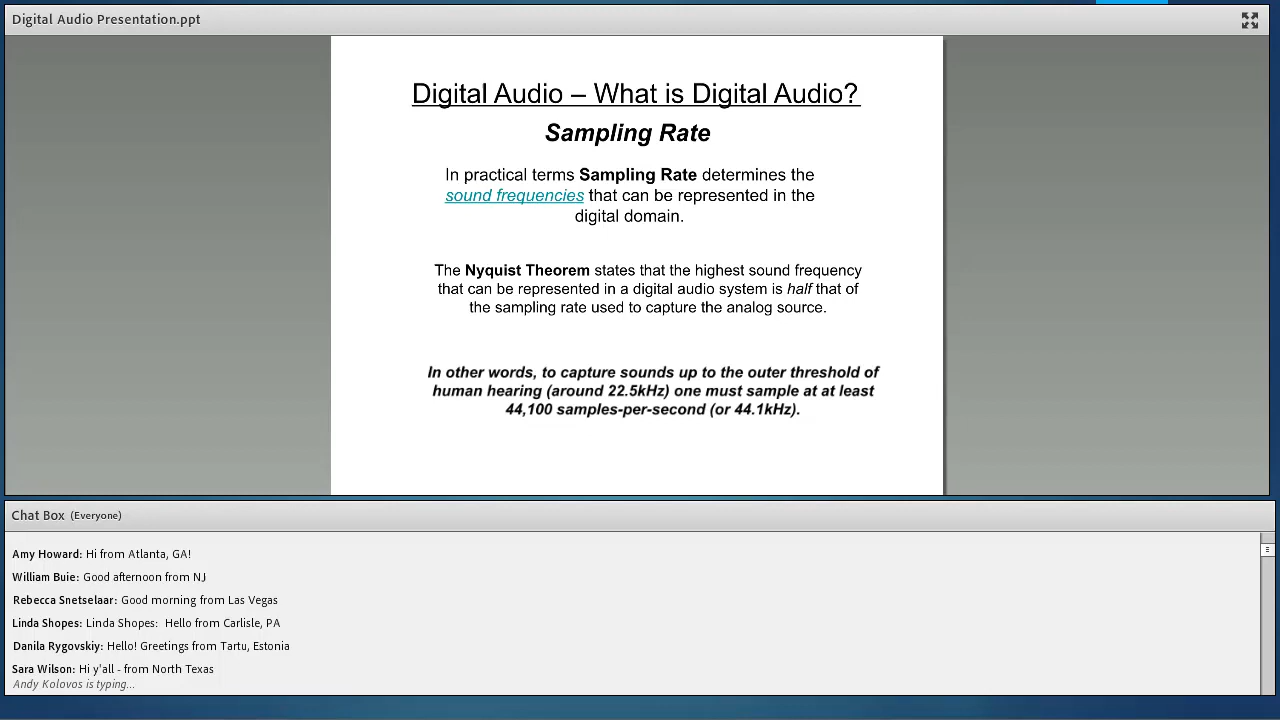 Digital Audio Presentation.ppt
Digital Audio – What is Digital Audio?
Sampling Rate
In practical terms Sampling Rate determines the
sound frequencies that can be represented in the
digital domain.
The Nyquist Theorem states that the highest sound frequency
that can be represented in a digital audio system is half that of
the sampling rate used to capture the analog source.
In other words, to capture sounds up to the outer threshold of
human hearing (around 22.5kHz) one must sample at at least
44,100 samples-per-second (or 44.1kHz).
Chat Box (Everyone)
Amy Howard: Hi from Atlanta, GA!
William Buie: Good afternoon from NJ
Rebecca Snetselaar: Good morning from Las Vegas
Linda Shopes: Linda Shopes: Hello from Carlisle, PA
Danila Rygovskiy: Hello! Greetings from Tartu, Estonia
Sara Wilson: Hi y'all - from North Texas
Andy Kolovos is typing...